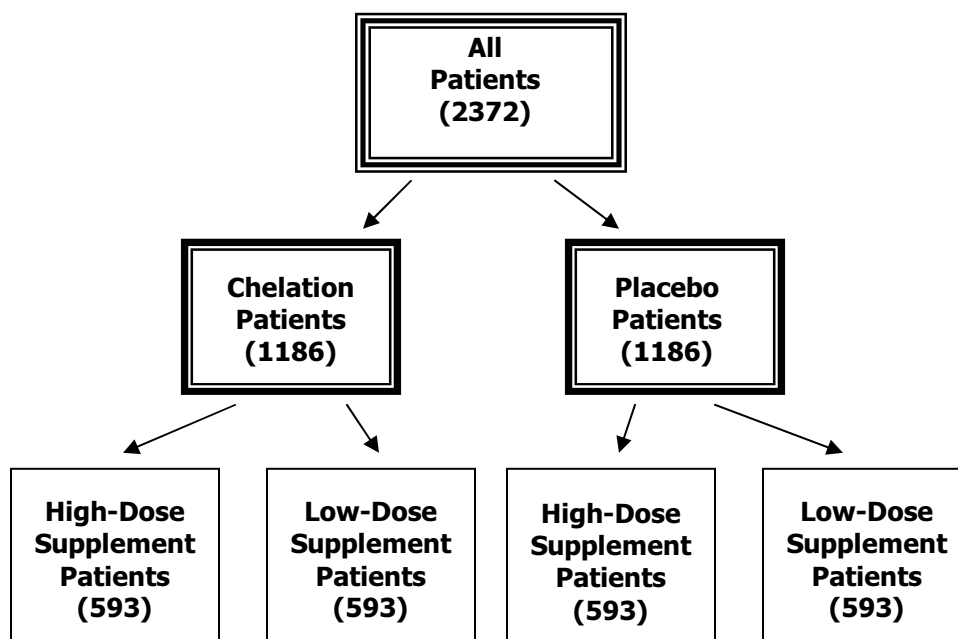 All
Patients
(2372)
Chelation
Patients
(1186)
Placebo
Patients
(1186)
High-Dose
Supplement
Patients
(593)
Low-Dose
Supplement
Patients
(593)
High-Dose
Supplement
Patients
(593)
Low-Dose
Supplement
Patients
(593)